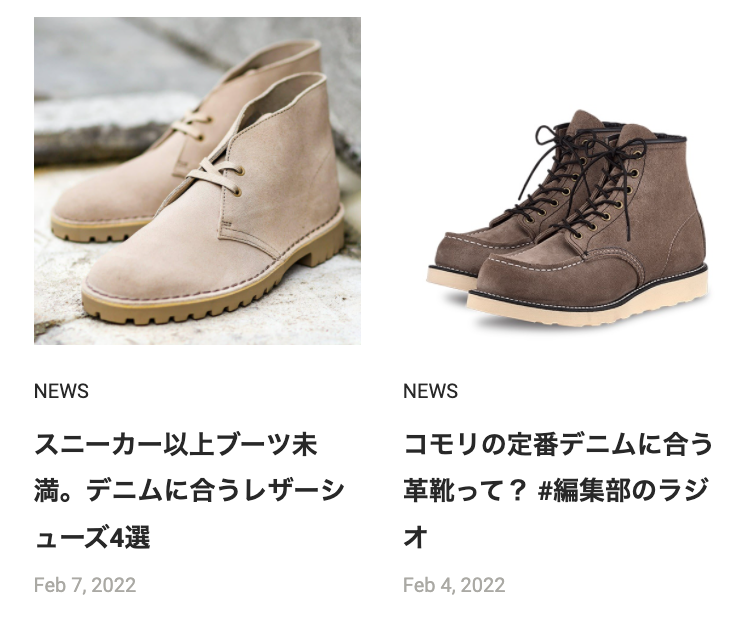 NEWS
スニーカー以上ブーツ未
満。デニムに合うレザーシ
ューズ4選
Feb 7, 2022
NEWS
コモリの定番デニムに合う
革靴って？ #編集部のラジ
オ
Feb 4, 2022